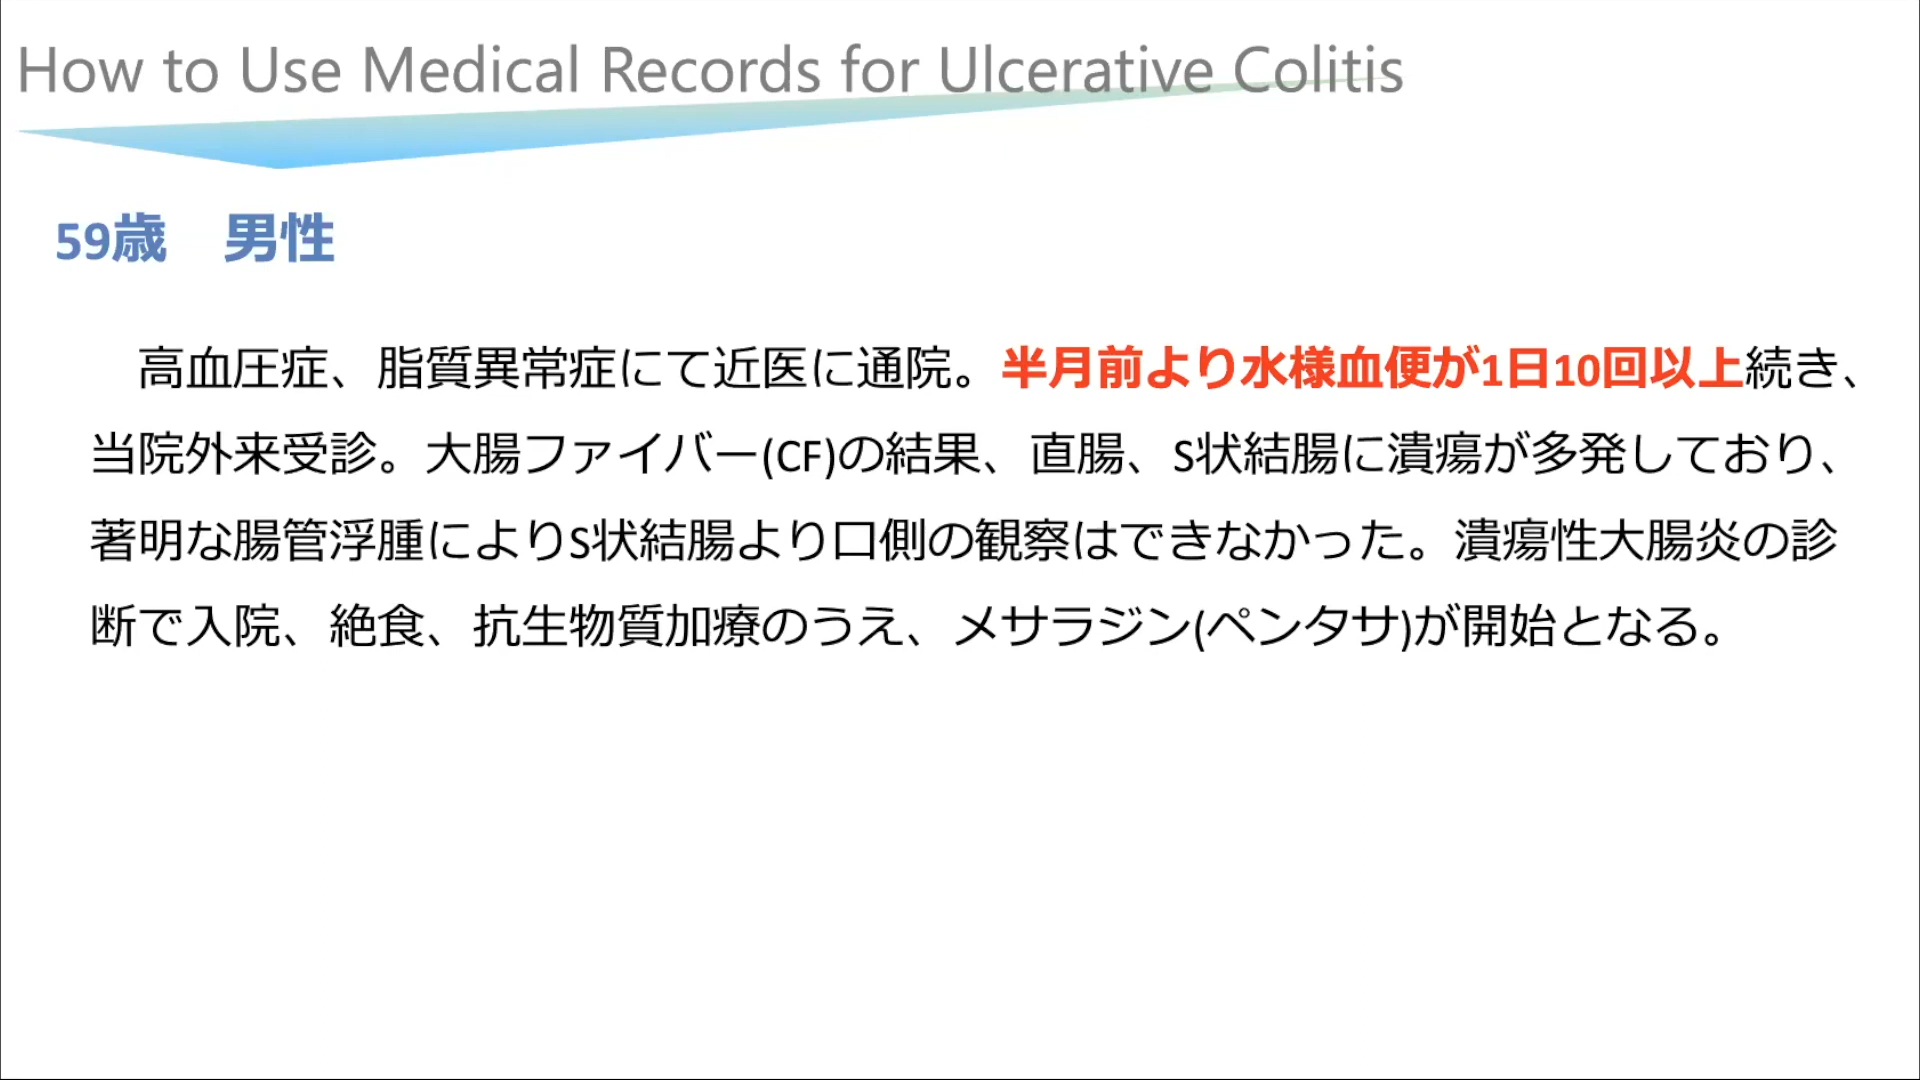 How to Use Medical Records for Ulcerative Colitis
59歳　男性
高血圧症、脂質異常症にて近医に通院。半月前より水様血便が1日10回以上続き、
当院外来受診。大腸ファイバー(CF)の結果、直腸、S状結腸に潰瘍が多発しており、
著明な腸管浮腫によりS状結腸より口側の観察はできなかった。潰瘍性大腸炎の診
断で入院、絶食、抗生物質加療のうえ、メサラジン(ペンタサ)が開始となる。